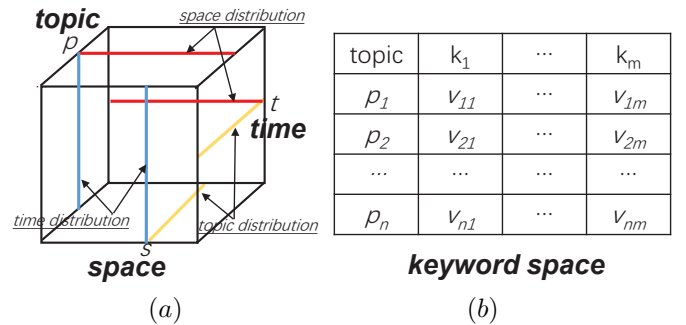 topic
space distribution
p
t
time
time distribution
topic distribution
s
space
(a)
topic k1 ⋯ km
p1 v11 ⋯ v1m
p2 v21 ⋯ v2m
⋯ ⋯ ⋯ ⋯
pn vn1 ⋯ vnm
keyword space
(b)